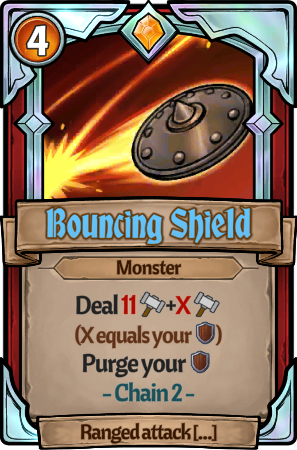 4
Bouncing Shield
Monster
Deal 11 +X
(X equals your )
Purge your
- Chain 2 -
Ranged attack [...]